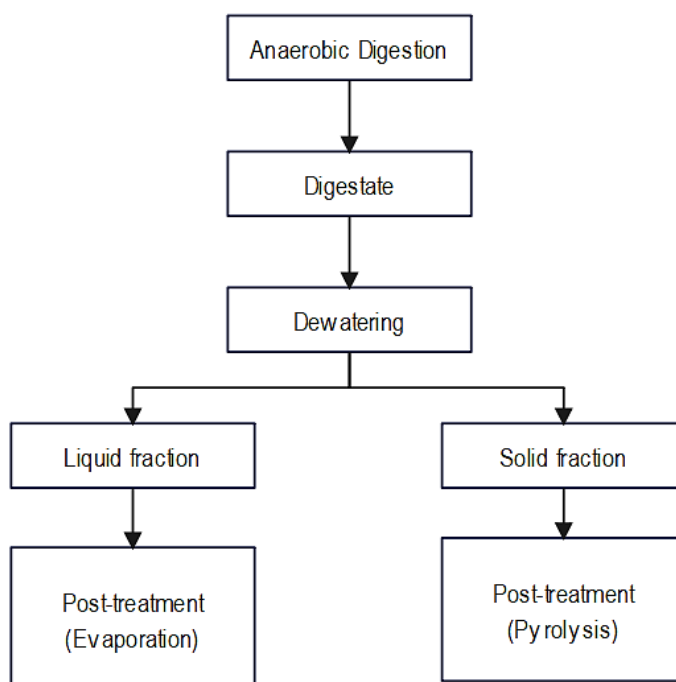 Anaerobic Digestion
Digestate
Dewatering
Liquid fraction
Solid fraction
Post-treatment
(Evaporation)
Post-treatment
(Pyrolysis)